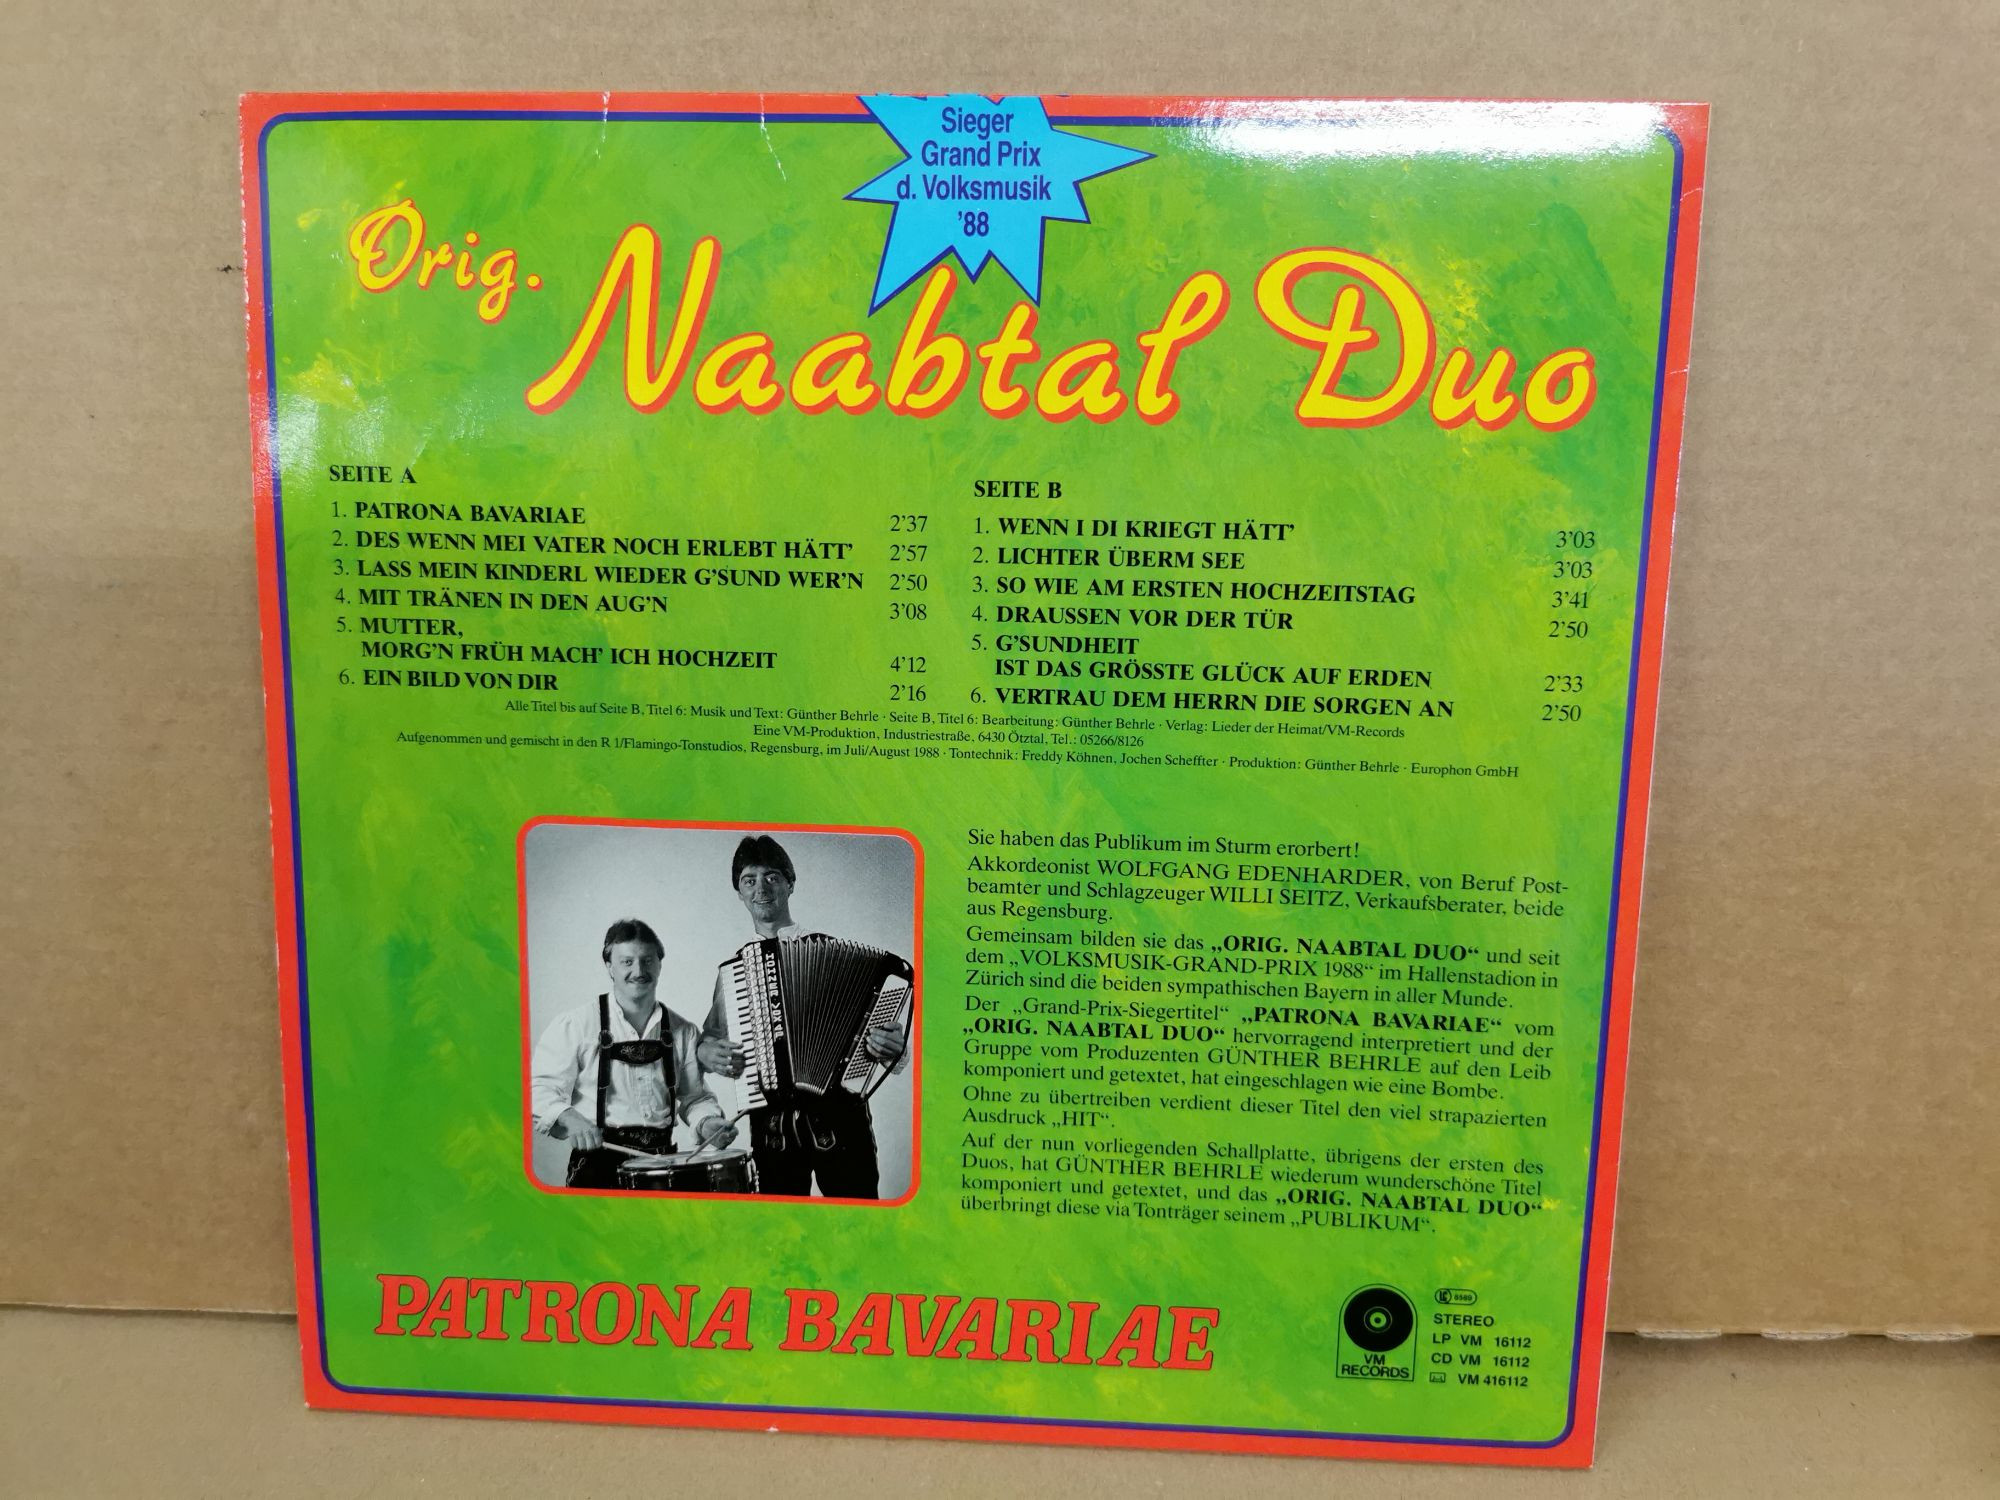 Sieger
Grand Prix
d. Volksmusik
'88
Orig. Naabtal Duo
SEITE A
1. PATRONA BAVARIAE 2'37
2. DES WENN MEI VATER NOCH ERLEBT HÄTT' 2'57
3. LASS MEIN KINDERL WIEDER G'SUND WER'N 2'50
4. MIT TRÄNEN IN DEN AUG'N 3'08
5. MUTTER,
MORG'N FRÜH MACH' ICH HOCHZEIT 4'12
6. EIN BILD VON DIR 2'16
SEITE B
1. WENN I DI KRIEGT HÄTT' 3'03
2. LICHTER ÜBERM SEE 3'03
3. SO WIE AM ERSTEN HOCHZEITSTAG 3'41
4. DRAUSSEN VOR DER TÜR 2'50
5. G'SUNDHEIT
IST DAS GRÖSSTE GLÜCK AUF ERDEN 2'33
6. VERTRAU DEM HERRN DIE SORGEN AN 2'50
Alle Titel bis auf Seite B, Titel 6: Musik und Text: Günther Behrle · Seite B, Titel 6: Bearbeitung: Günther Behrle · Verlag: Lieder der Heimat/VM-Records
Eine VM-Produktion, Industriestraße, 6430 Ötztal, Tel.: 05266/8126
Aufgenommen und gemischt in den R 1/Flamingo-Tonstudios, Regensburg, im Juli/August 1988 · Tontechnik: Freddy Köhnen, Jochen Scheffter · Produktion: Günther Behrle · Europhon GmbH
HOHNER
Sie haben das Publikum im Sturm erorbert!
Akkordeonist WOLFGANG EDENHARDER, von Beruf Post-
beamter und Schlagzeuger WILLI SEITZ, Verkaufsberater, beide
aus Regensburg.
Gemeinsam bilden sie das „ORIG. NAABTAL DUO“ und seit
dem „VOLKSMUSIK-GRAND-PRIX 1988“ im Hallenstadion in
Zürich sind die beiden sympathischen Bayern in aller Munde.
Der „Grand-Prix-Siegertitel“ „PATRONA BAVARIAE“ vom
„ORIG. NAABTAL DUO“ hervorragend interpretiert und der
Gruppe vom Produzenten GÜNTHER BEHRLE auf den Leib
komponiert und getextet, hat eingeschlagen wie eine Bombe.
Ohne zu übertreiben verdient dieser Titel den viel strapazierten
Ausdruck „HIT“.
Auf der nun vorliegenden Schallplatte, übrigens der ersten des
Duos, hat GÜNTHER BEHRLE wiederum wunderschöne Titel
komponiert und getextet, und das „ORIG. NAABTAL DUO“
überbringt diese via Tonträger seinem „PUBLIKUM“.
PATRONA BAVARIAE
VM
RECORDS
LC 8589
STEREO
LP VM 16112
CD VM 16112
VM 416112